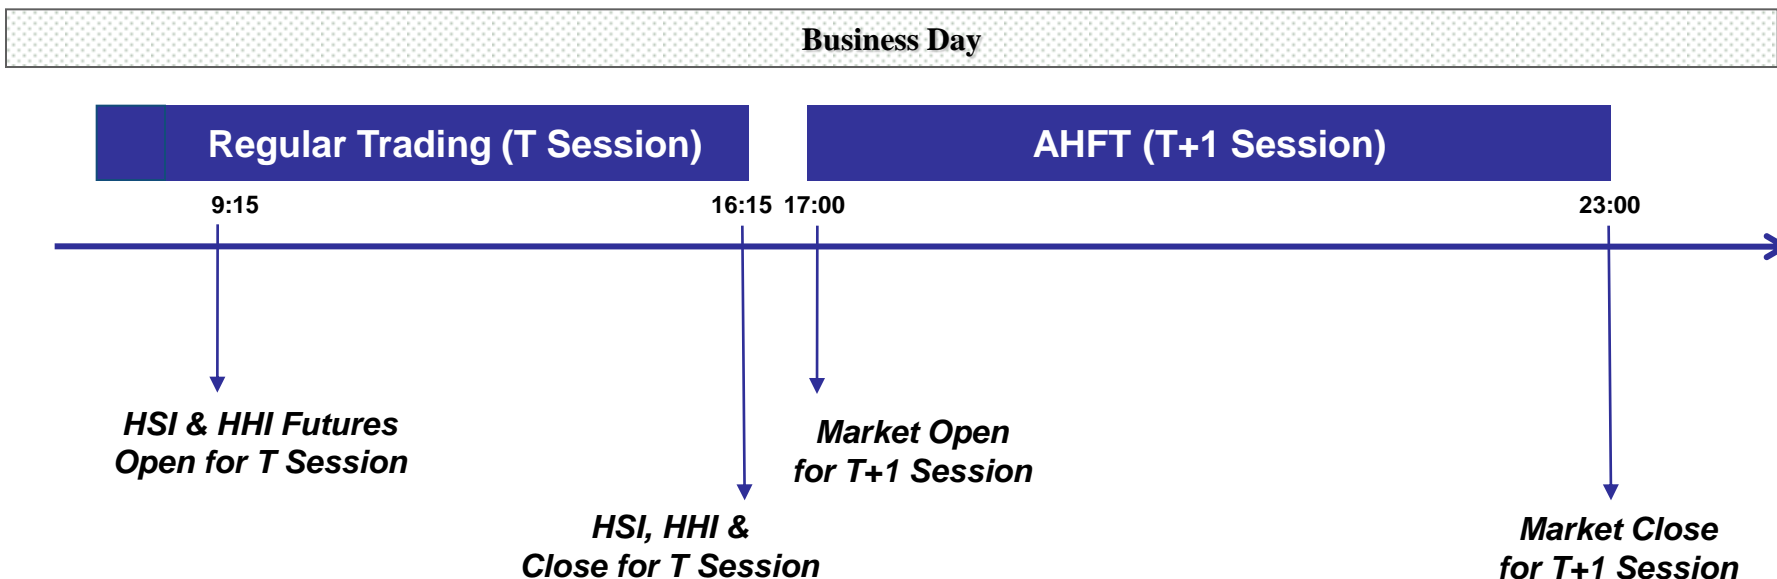 Business Day
Regular Trading (T Session)
AHFT (T+1 Session)
9:15
16:15
17:00
23:00
HSI & HHI Futures
Open for T Session
HSI, HHI &
Close for T Session
Market Open
for T+1 Session
Market Close
for T+1 Session